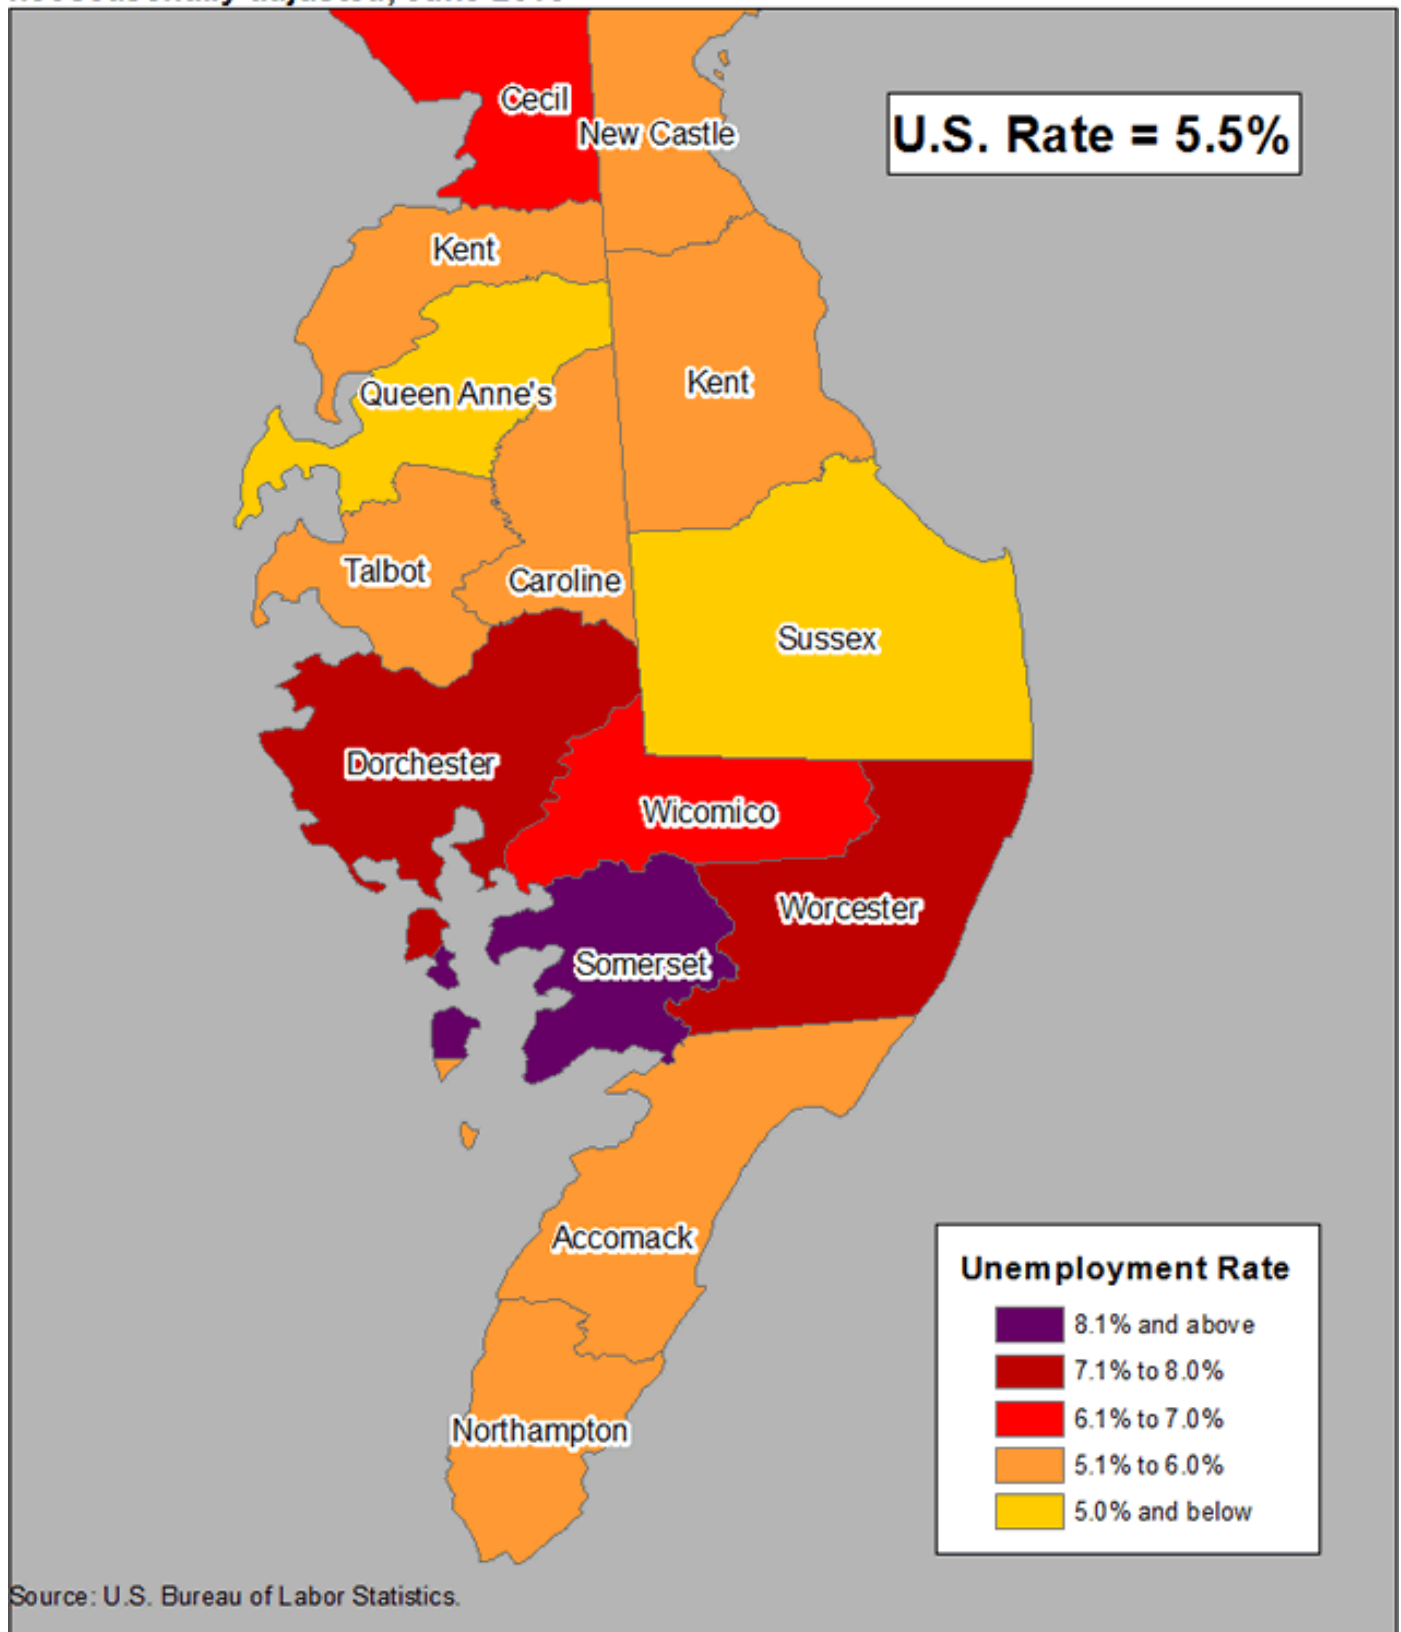 Cecil
New Castle
U.S. Rate = 5.5%
Kent
Kent
Queen Anne's
Talbot
Caroline
Sussex
Dorchester
Wicomico
Worcester
Somerset
Accomack
Northampton
Unemployment Rate
8.1% and above
7.1% to 8.0%
6.1% to 7.0%
5.1% to 6.0%
5.0% and below
Source: U.S. Bureau of Labor Statistics.